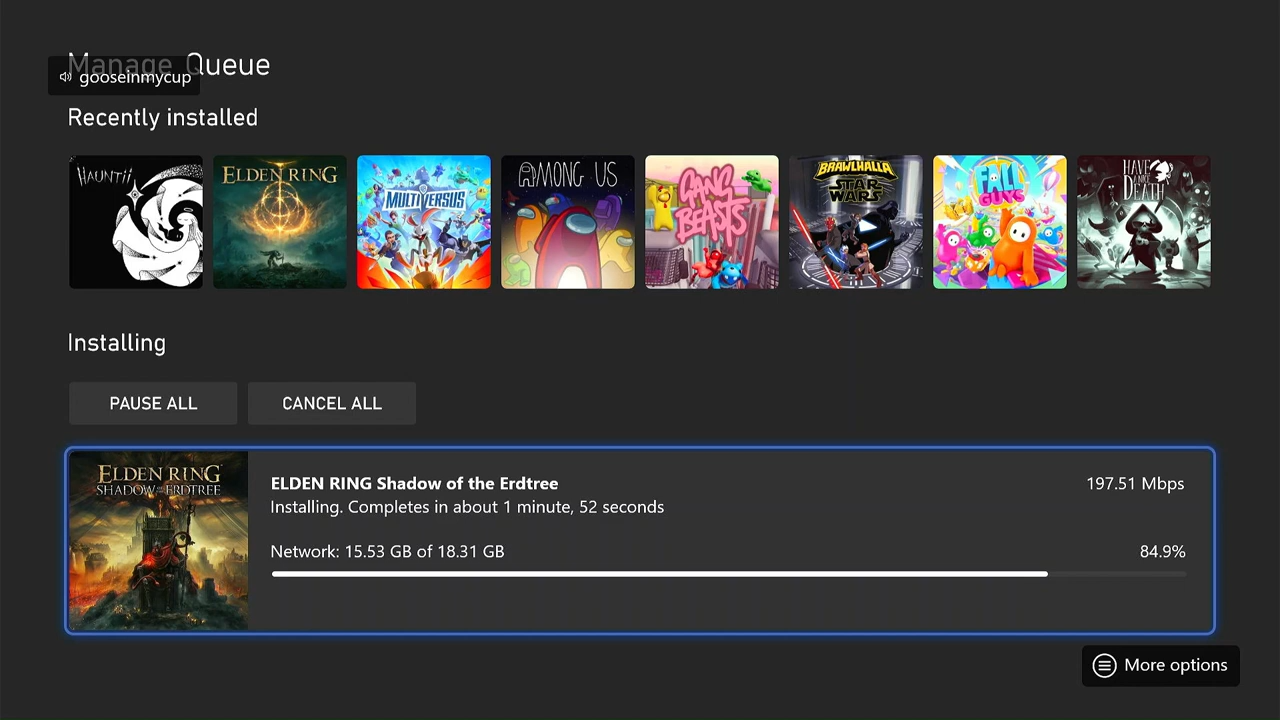 Manage Queue
gooseinmycup
Recently installed
HAUNTII
ELDEN RING
MULTIVERSUS
AMONG US
GANG
BEASTS
BRAWLHALLA
STAR
WARS
FALL
GUYS
HAVE
A NICE
DEATH
Installing
PAUSE ALL
CANCEL ALL
ELDEN RING
SHADOW OF THE ERDTREE
ELDEN RING Shadow of the Erdtree
197.51 Mbps
Installing. Completes in about 1 minute, 52 seconds
Network: 15.53 GB of 18.31 GB
84.9%
More options